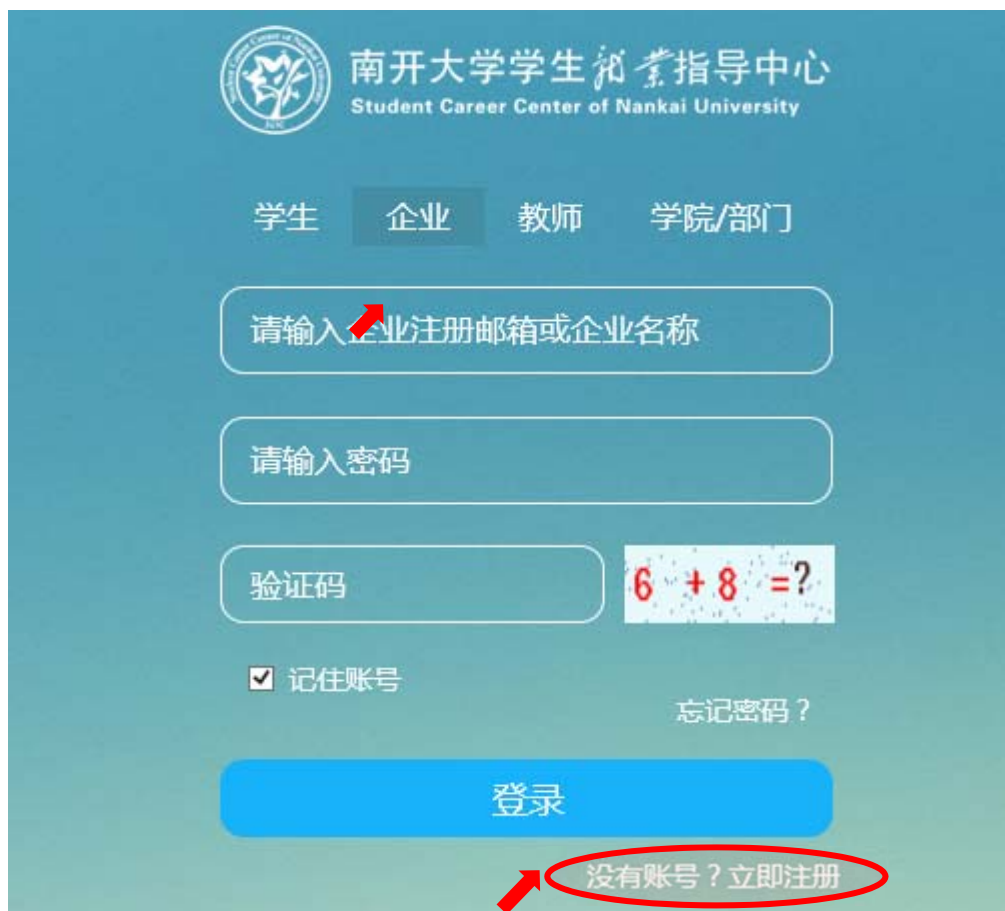 南开大学学生就业指导中心
Student Career Center of Nankai University
学生 企业 教师 学院/部门
请输入企业注册邮箱或企业名称
请输入密码
验证码 6 + 8 =?
记住账号
忘记密码？
登录
没有账号？立即注册